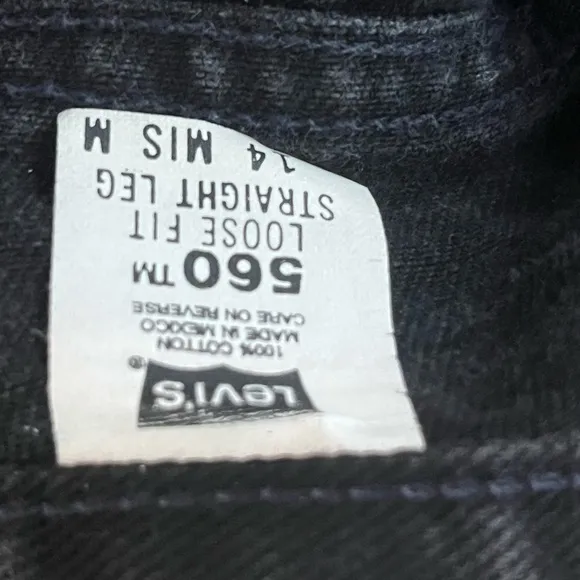 Levi's ®
100% COTTON
MADE IN MEXICO
CARE ON REVERSE
560 TM
LOOSE FIT
STRAIGHT LEG
14 MIS M